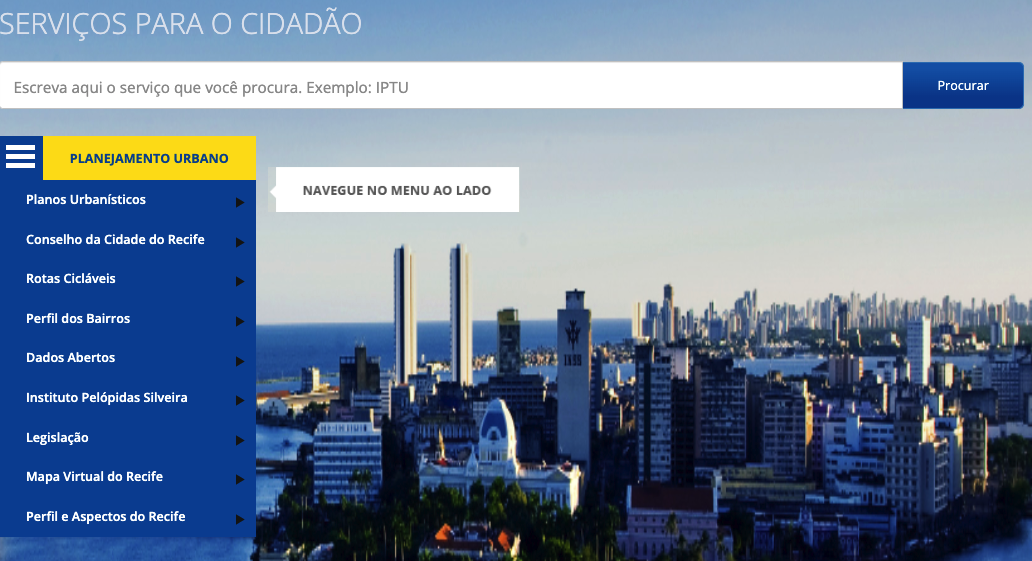 SERVIÇOS PARA O CIDADÃO
Escreva aqui o serviço que você procura. Exemplo: IPTU
Procurar
PLANEJAMENTO URBANO
NAVEGUE NO MENU AO LADO
Planos Urbanísticos
Conselho da Cidade do Recife
Rotas Cicláveis
Perfil dos Bairros
Dados Abertos
Instituto Pelópidas Silveira
Legislação
Mapa Virtual do Recife
Perfil e Aspectos do Recife
INSS